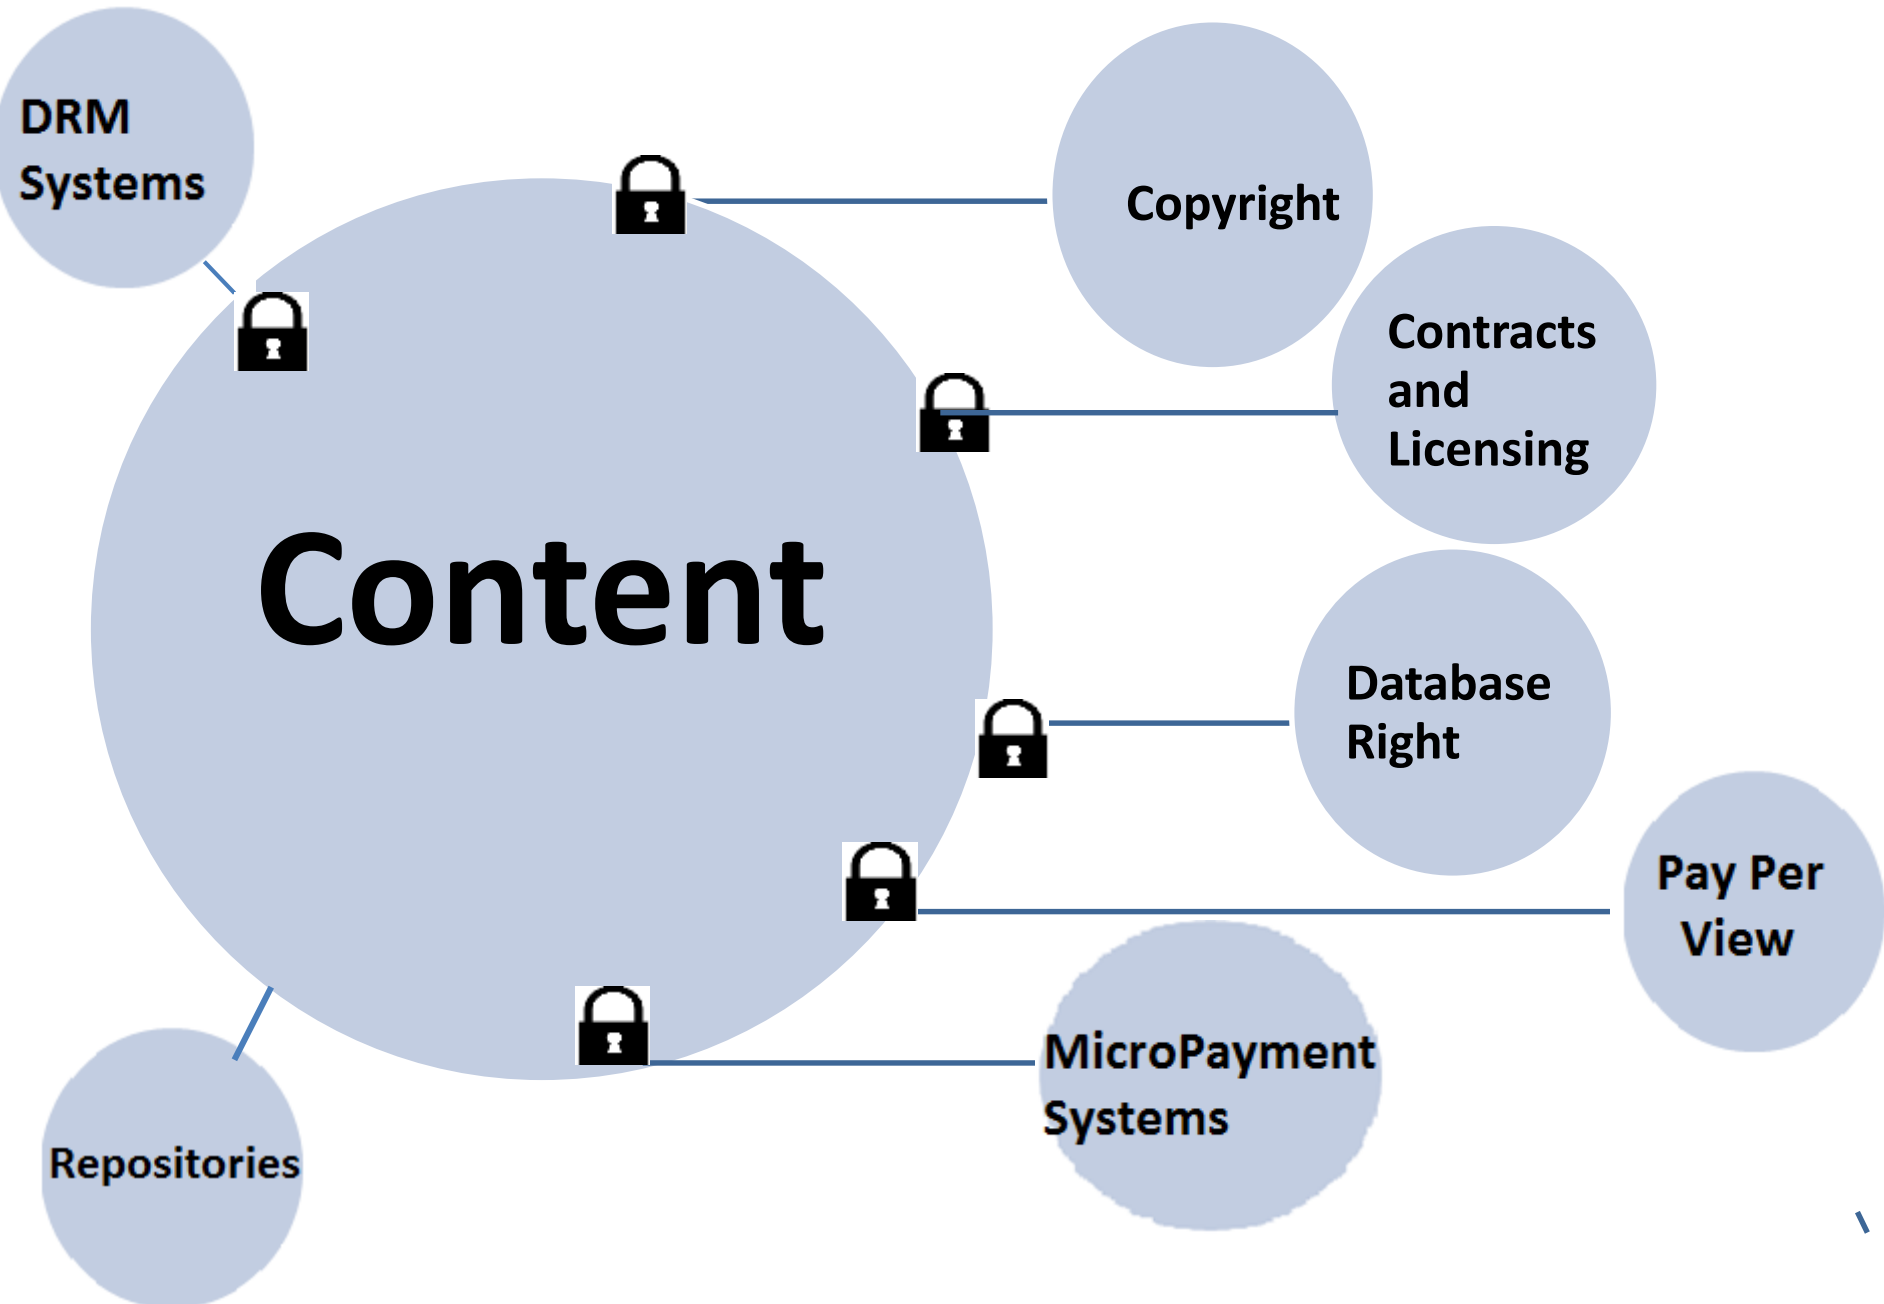 DRM
Systems
Copyright
Contracts
and
Licensing
Content
Database
Right
Pay Per
View
MicroPayment
Systems
Repositories